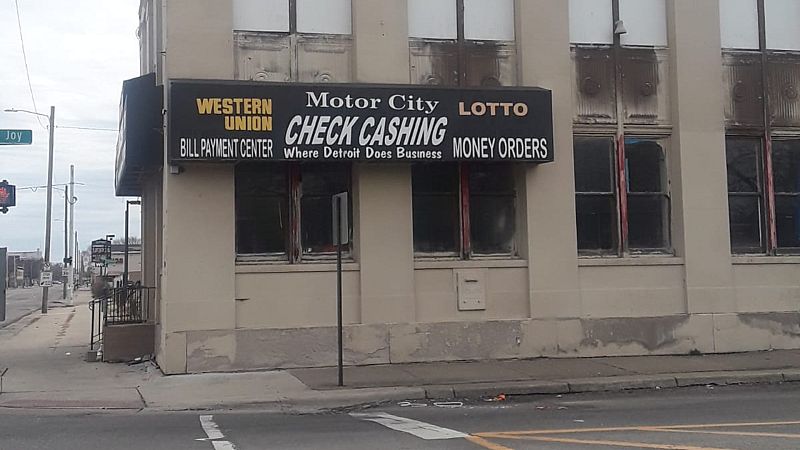 Joy
WESTERN
UNION
BILL PAYMENT CENTER
Motor City
CHECK CASHING
Where Detroit Does Business
LOTTO
MONEY ORDERS